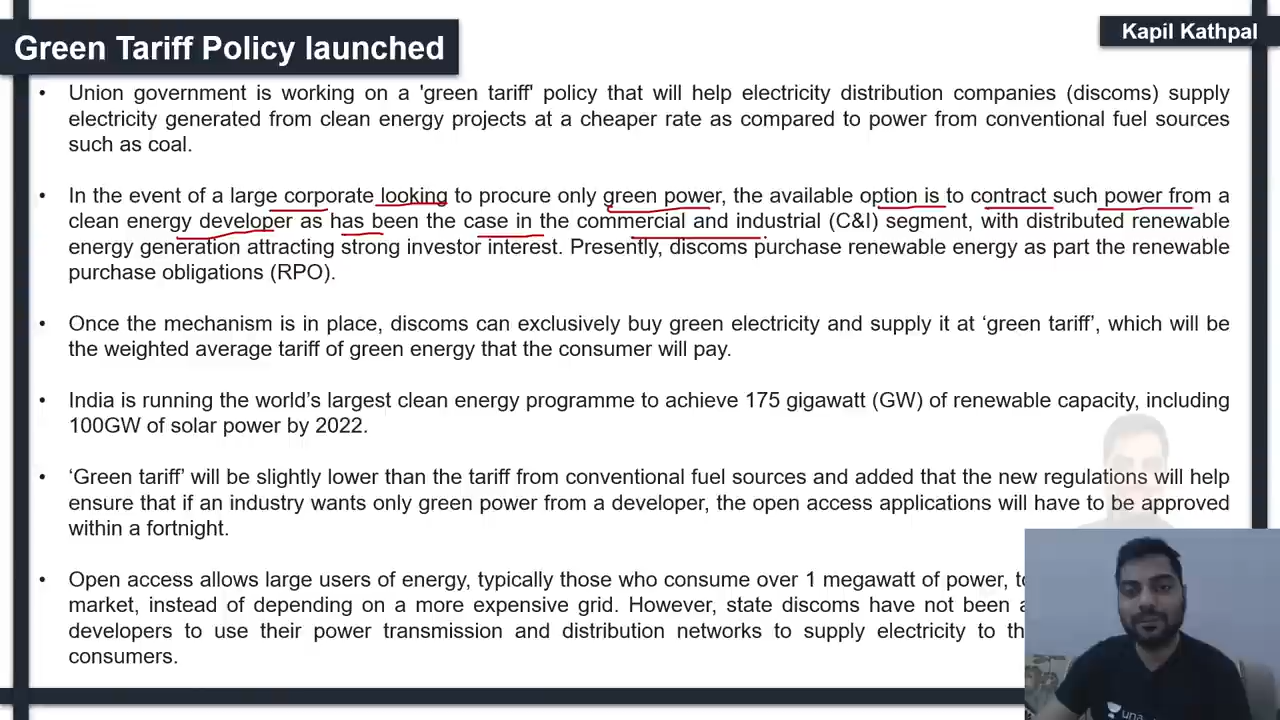 Green Tariff Policy launched
Kapil Kathpal
• Union government is working on a 'green tariff' policy that will help electricity distribution companies (discoms) supply
electricity generated from clean energy projects at a cheaper rate as compared to power from conventional fuel sources
such as coal.
• In the event of a large corporate looking to procure only green power, the available option is to contract such power from a
clean energy developer as has been the case in the commercial and industrial (C&I) segment, with distributed renewable
energy generation attracting strong investor interest. Presently, discoms purchase renewable energy as part the renewable
purchase obligations (RPO).
• Once the mechanism is in place, discoms can exclusively buy green electricity and supply it at ‘green tariff’, which will be
the weighted average tariff of green energy that the consumer will pay.
• India is running the world’s largest clean energy programme to achieve 175 gigawatt (GW) of renewable capacity, including
100GW of solar power by 2022.
• ‘Green tariff’ will be slightly lower than the tariff from conventional fuel sources and added that the new regulations will help
ensure that if an industry wants only green power from a developer, the open access applications will have to be approved
within a fortnight.
• Open access allows large users of energy, typically those who consume over 1 megawatt of power,
market, instead of depending on a more expensive grid. However, state discoms have not been
developers to use their power transmission and distribution networks to supply electricity to
consumers.